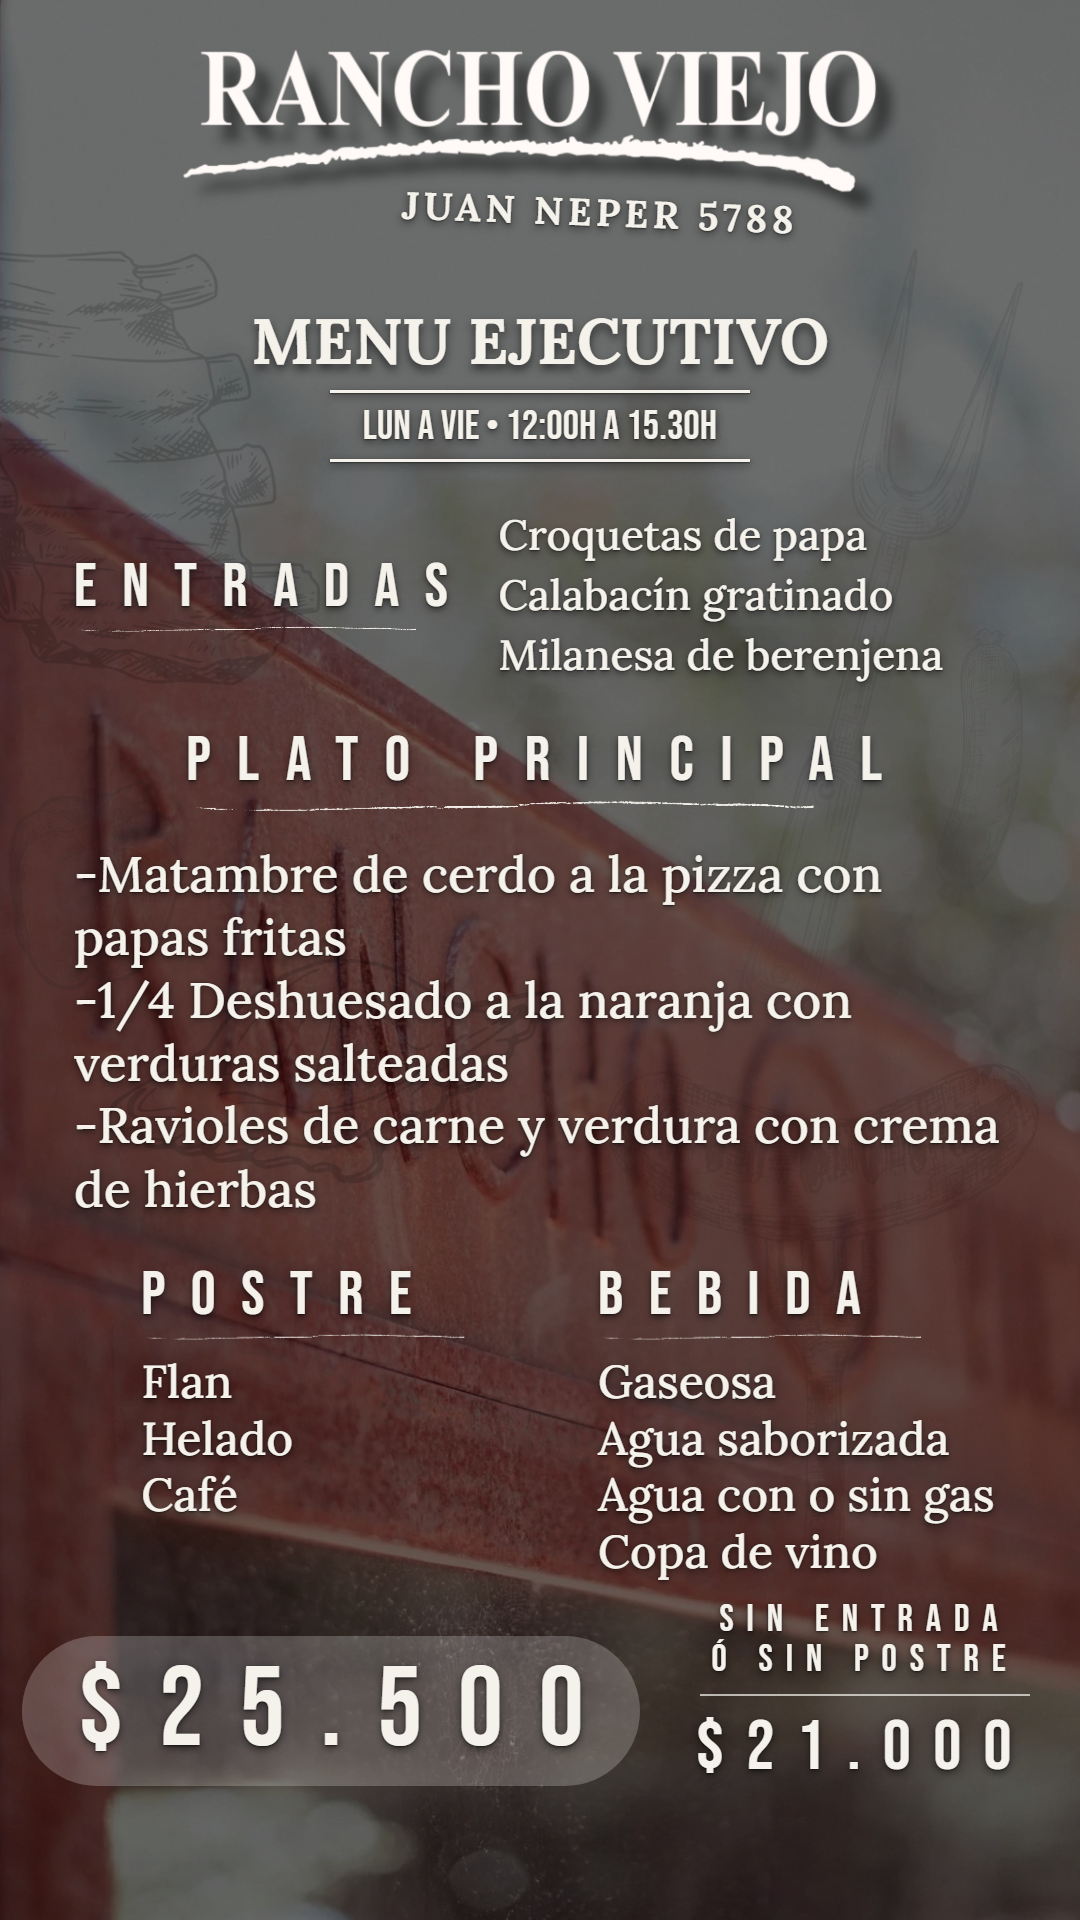 RANCHO VIEJO
JUAN NEPER 5788
MENU EJECUTIVO
LUN A VIE • 12:00H A 15.30H
ENTRADAS
Croquetas de papa
Calabacín gratinado
Milanesa de berenjena
PLATO PRINCIPAL
-Matambre de cerdo a la pizza con
papas fritas
-1/4 Deshuesado a la naranja con
verduras salteadas
-Ravioles de carne y verdura con crema
de hierbas
POSTRE
Flan
Helado
Café
BEBIDA
Gaseosa
Agua saborizada
Agua con o sin gas
Copa de vino
$25.500
SIN ENTRADA
Ó SIN POSTRE
$21.000
RANCHO